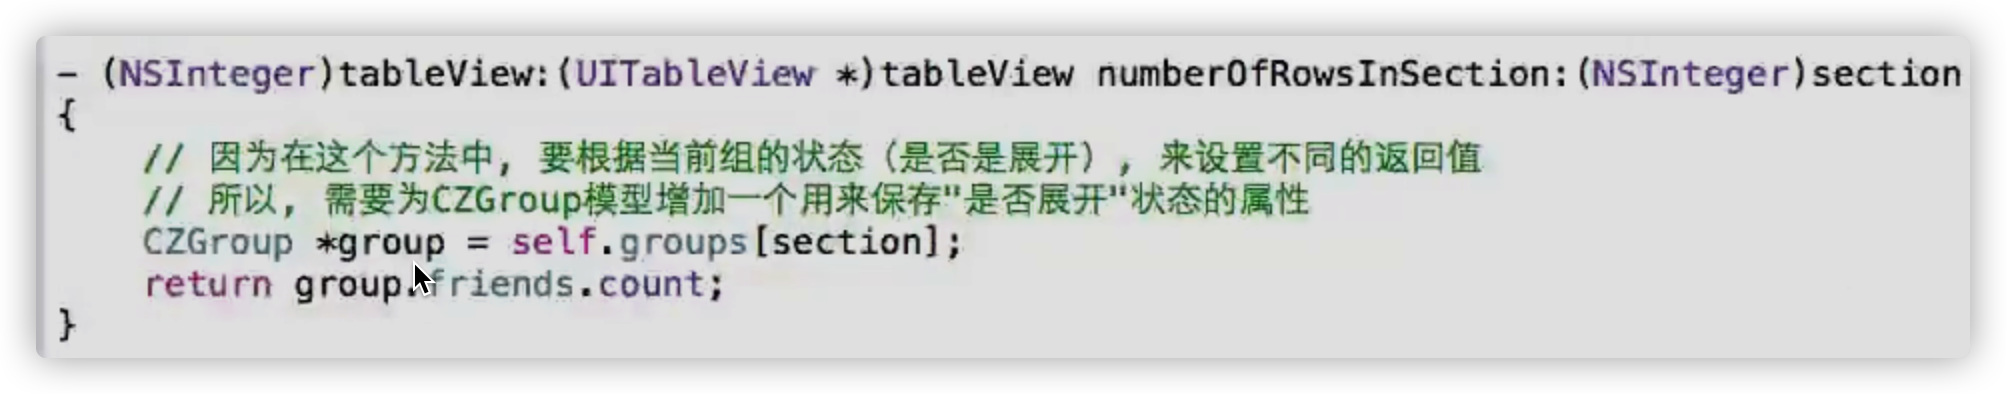 - (NSInteger)tableView:(UITableView *)tableView numberOfRowsInSection:(NSInteger)section
{
// 因为在这个方法中, 要根据当前组的状态（是否是展开）, 来设置不同的返回值
// 所以, 需要为CZGroup模型增加一个用来保存"是否展开"状态的属性
CZGroup *group = self.groups[section];
return group.friends.count;
}